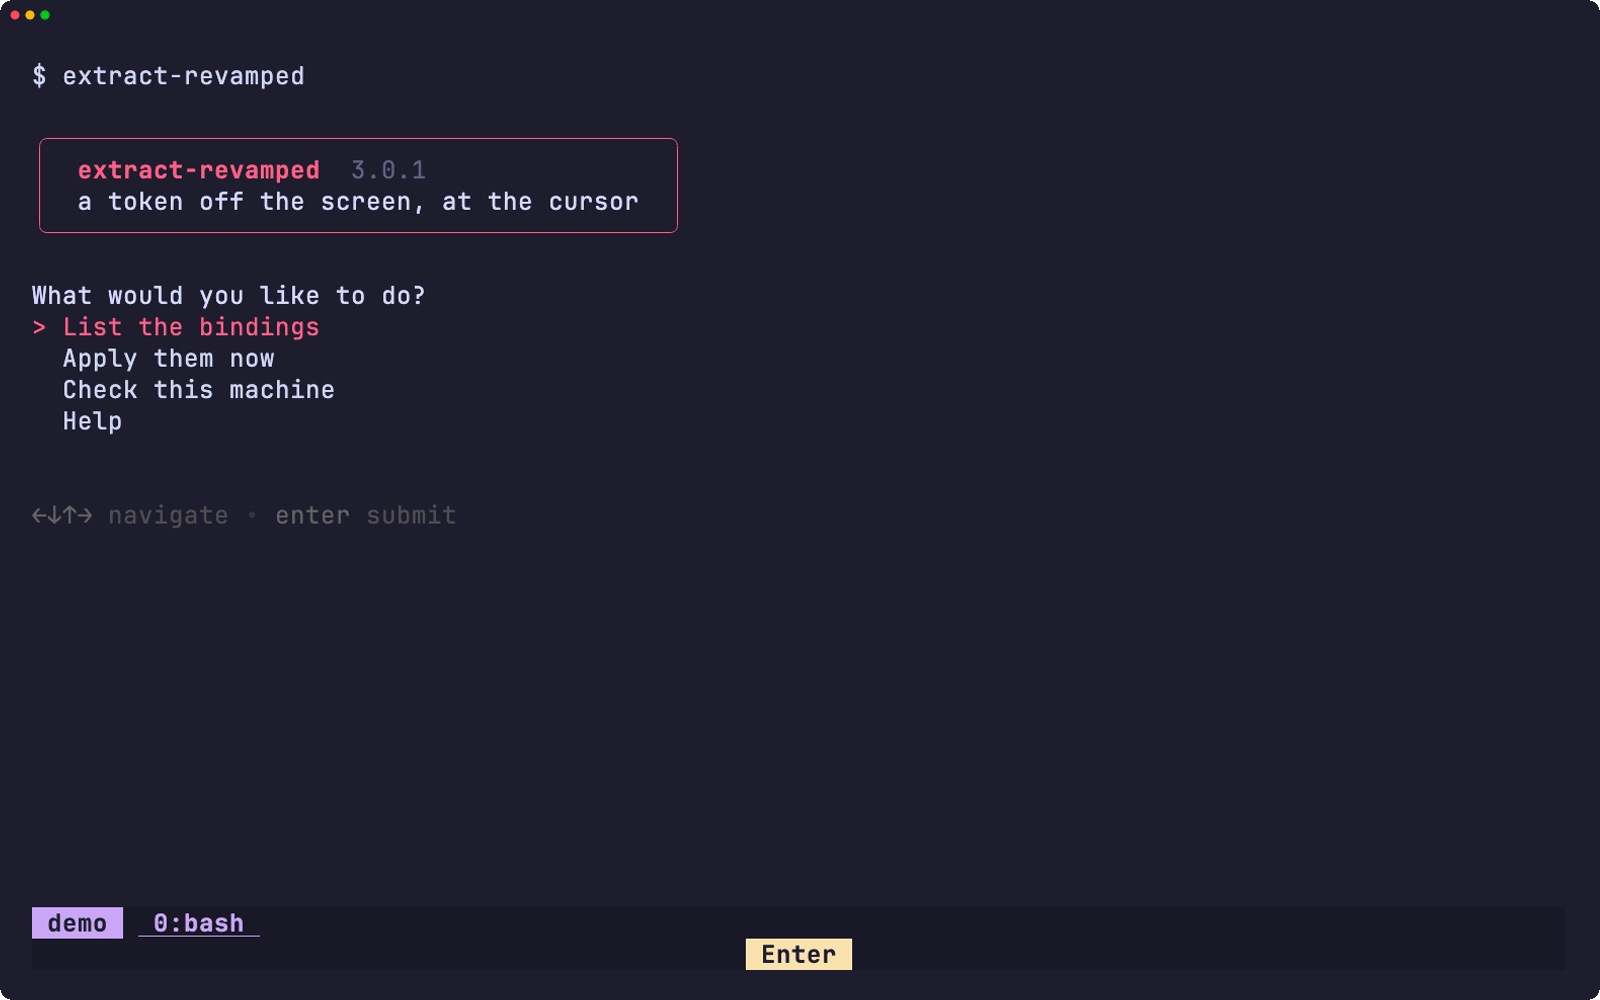 $ extract-revamped
extract-revamped 3.0.1
a token off the screen, at the cursor
What would you like to do?
> List the bindings
Apply them now
Check this machine
Help
←↓↑→ navigate • enter submit
demo 0:bash
Enter